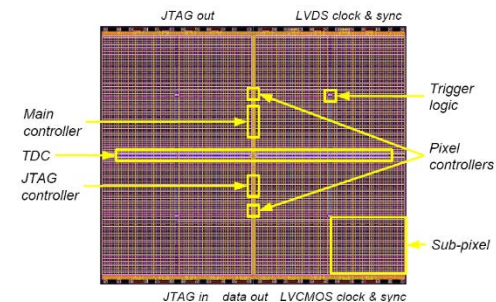 JTAG out
LVDS clock & sync
Trigger
logic
Main
controller
TDC
JTAG
controller
Pixel
controllers
Sub-pixel
JTAG in
data out
LVCMOS clock & sync